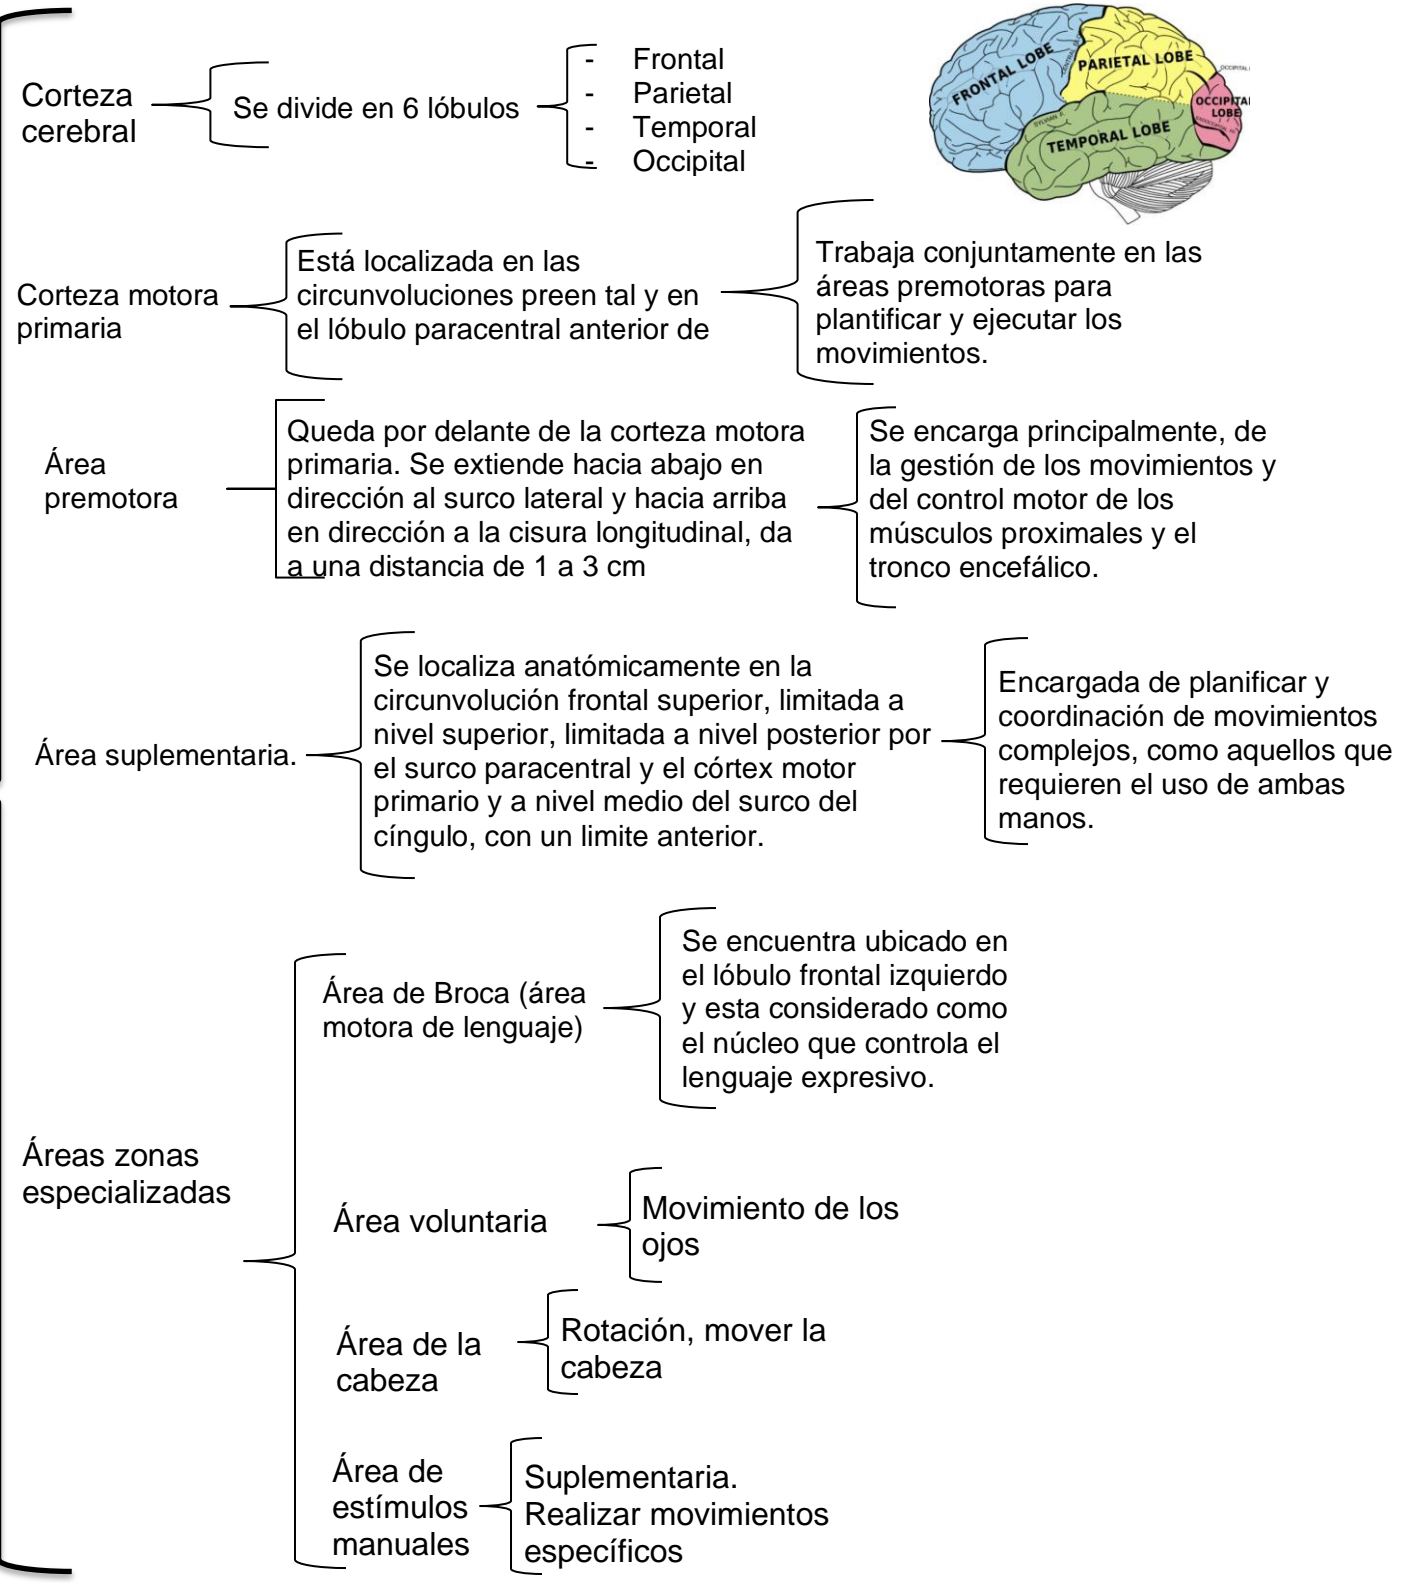 Corteza
cerebral
Se divide en 6 lóbulos
- Frontal
- Parietal
- Temporal
- Occipital
FRONTAL LOBE
PARIETAL LOBE
OCCIPITAL
LOBE
TEMPORAL LOBE
Corteza motora
primaria
Está localizada en las
circunvoluciones preen tal y en
el lóbulo paracentral anterior de
Trabaja conjuntamente en las
áreas premotoras para
plantificar y ejecutar los
movimientos.
Área
premotora
Queda por delante de la corteza motora
primaria. Se extiende hacia abajo en
dirección al surco lateral y hacia arriba
en dirección a la cisura longitudinal, da
a una distancia de 1 a 3 cm
Se encarga principalmente, de
la gestión de los movimientos y
del control motor de los
músculos proximales y el
tronco encefálico.
Área suplementaria.
Se localiza anatómicamente en la
circunvolución frontal superior, limitada a
nivel superior, limitada a nivel posterior por
el surco paracentral y el córtex motor
primario y a nivel medio del surco del
cíngulo, con un limite anterior.
Encargada de planificar y
coordinación de movimientos
complejos, como aquellos que
requieren el uso de ambas
manos.
Áreas zonas
especializadas
Área de Broca (área
motora de lenguaje)
Se encuentra ubicado en
el lóbulo frontal izquierdo
y esta considerado como
el núcleo que controla el
lenguaje expresivo.
Área voluntaria
Movimiento de los
ojos
Área de la
cabeza
Rotación, mover la
cabeza
Área de
estímulos
manuales
Suplementaria.
Realizar movimientos
específicos